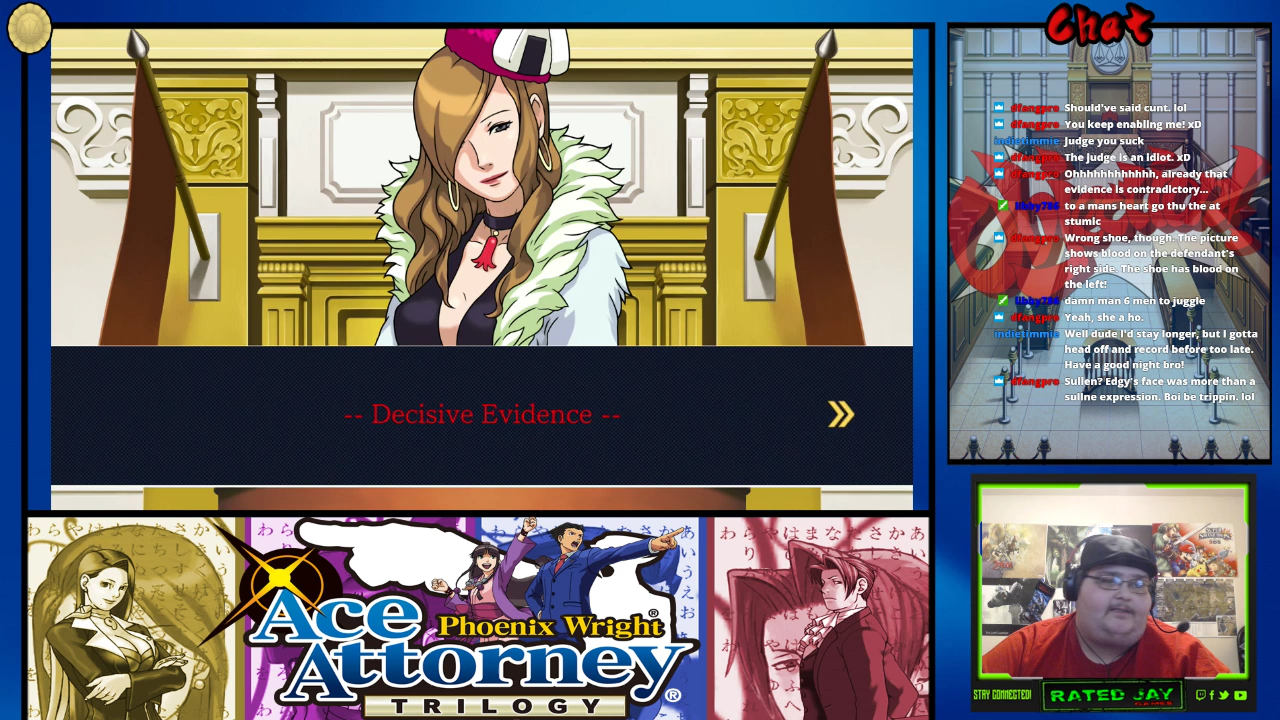 Chat
-- Decisive Evidence --
dfangpro Should've said cunt. lol
dfangpro You keep enabling me! xD
indietimmie Judge you suck
dfangpro The judge is an idiot. xD
dfangpro Ohhhhhhhhhhh, already that
evidence is contradictory...
libby786 to a mans heart go thu the at
stumic
dfangpro Wrong shoe, though. The picture
shows blood on the defendant's
right side. The shoe has blood on
the left!
libby786 damn man 6 men to juggle
dfangpro Yeah, she a ho.
indietimmie Well dude I'd stay longer, but I gotta
head off and record before too late.
Have a good night bro!
dfangpro Sullen? Edgy's face was more than a
sullne expression. Boi be trippin. lol
Phoenix Wright®
Ace
Attorney®
TRILOGY
STAY CONNECTED!
RATED JAY
GAMES